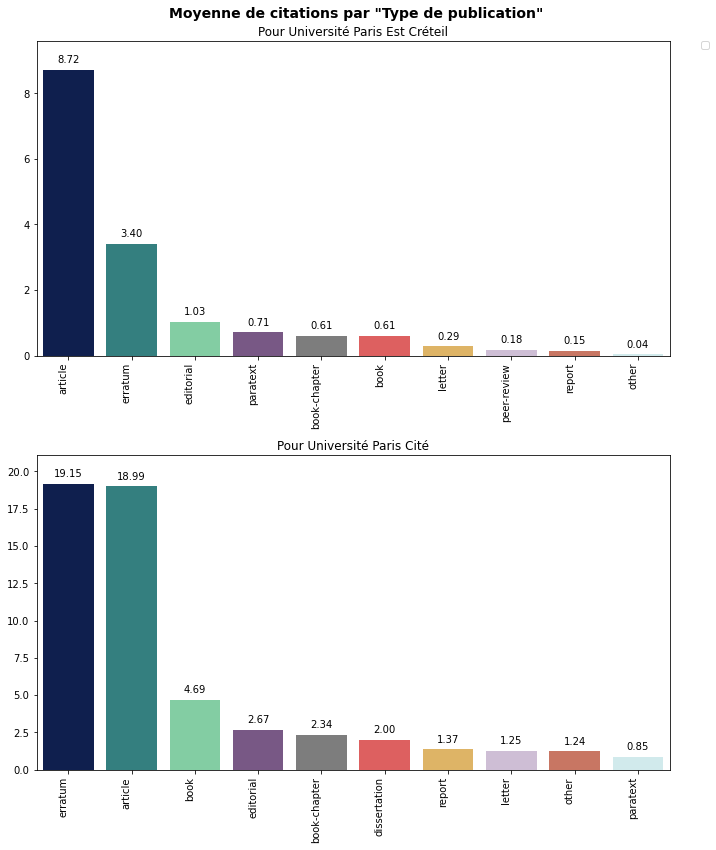 Moyenne de citations par "Type de publication"
Pour Université Paris Est Créteil
8.72
3.40
1.03
0.71
0.61
0.61
0.29
0.18
0.15
0.04
8
6
4
2
0
article
erratum
editorial
paratext
book-chapter
book
letter
peer-review
report
other
Pour Université Paris Cité
19.15
18.99
4.69
2.67
2.34
2.00
1.37
1.25
1.24
0.85
20.0
17.5
15.0
12.5
10.0
7.5
5.0
2.5
0.0
erratum
article
book
editorial
book-chapter
dissertation
report
letter
other
paratext